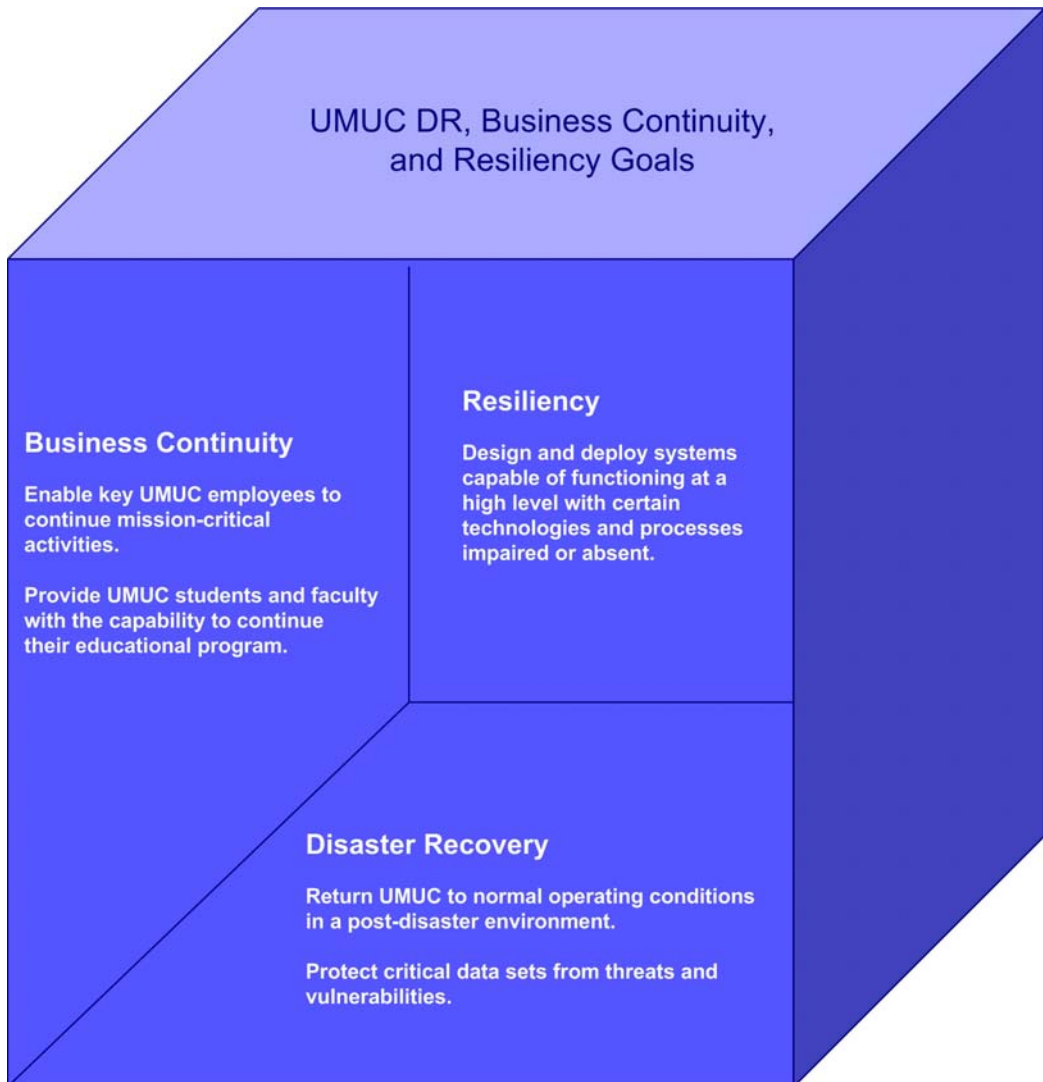 UMUC DR, Business Continuity,
and Resiliency Goals
Business Continuity
Enable key UMUC employees to
continue mission-critical
activities.
Provide UMUC students and faculty
with the capability to continue
their educational program.
Resiliency
Design and deploy systems
capable of functioning at a
high level with certain
technologies and processes
impaired or absent.
Disaster Recovery
Return UMUC to normal operating conditions
in a post-disaster environment.
Protect critical data sets from threats and
vulnerabilities.